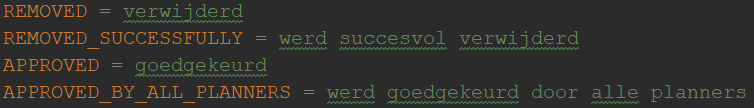 REMOVED = verwijderd
REMOVED_SUCCESSFULLY = werd succesvol verwijderd
APPROVED = goedgekeurd
APPROVED_BY_ALL_PLANNERS = werd goedgekeurd door alle planners